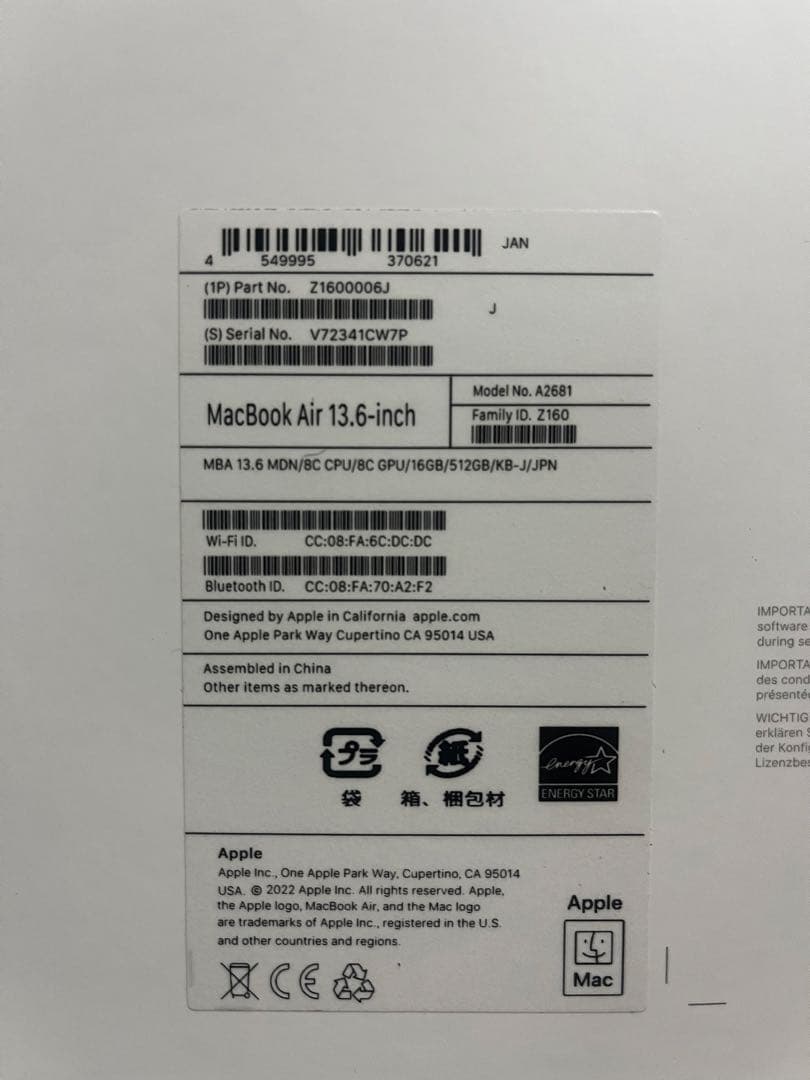 4 549995 370621 JAN
(1P) Part No. Z1600006J
J
(S) Serial No. V72341CW7P
MacBook Air 13.6-inch
Model No. A2681
Family ID. Z160
MBA 13.6 MDN/8C CPU/8C GPU/16GB/512GB/KB-J/JPN
Wi-Fi ID. CC:08:FA:6C:DC:DC
Bluetooth ID. CC:08:FA:70:A2:F2
Designed by Apple in California apple.com
One Apple Park Way Cupertino CA 95014 USA
Assembled in China
Other items as marked thereon.
プラ
袋
紙
箱、梱包材
energy
ENERGY STAR
Apple
Apple Inc., One Apple Park Way, Cupertino, CA 95014
USA. © 2022 Apple Inc. All rights reserved. Apple,
the Apple logo, MacBook Air, and the Mac logo
are trademarks of Apple Inc., registered in the U.S.
and other countries and regions.
CE
Apple
Mac
IMPORTA
software
during se
IMPORTA
des cond
présenté
WICHTIG
erklären S
der Konfi
Lizenzbes